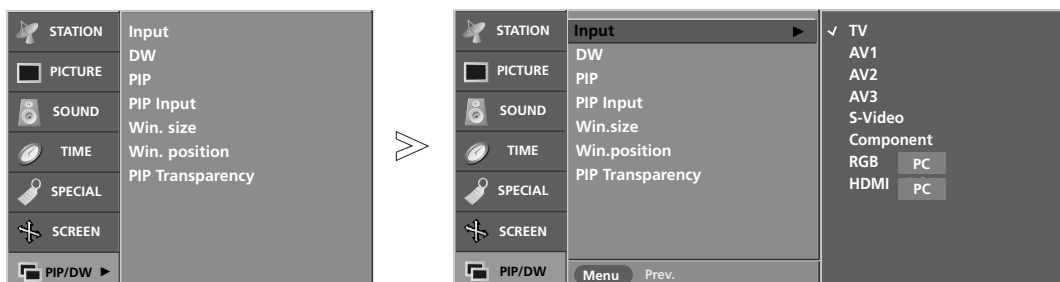 STATION
PICTURE
SOUND
TIME
SPECIAL
SCREEN
PIP/DW ►
Input
DW
PIP
PIP Input
Win. size
Win. position
PIP Transparency
STATION
PICTURE
SOUND
TIME
SPECIAL
SCREEN
PIP/DW
Input ►
DW
PIP
PIP Input
Win.size
Win.position
PIP Transparency
Menu Prev.
✓ TV
AV1
AV2
AV3
S-Video
Component
RGB PC
HDMI PC